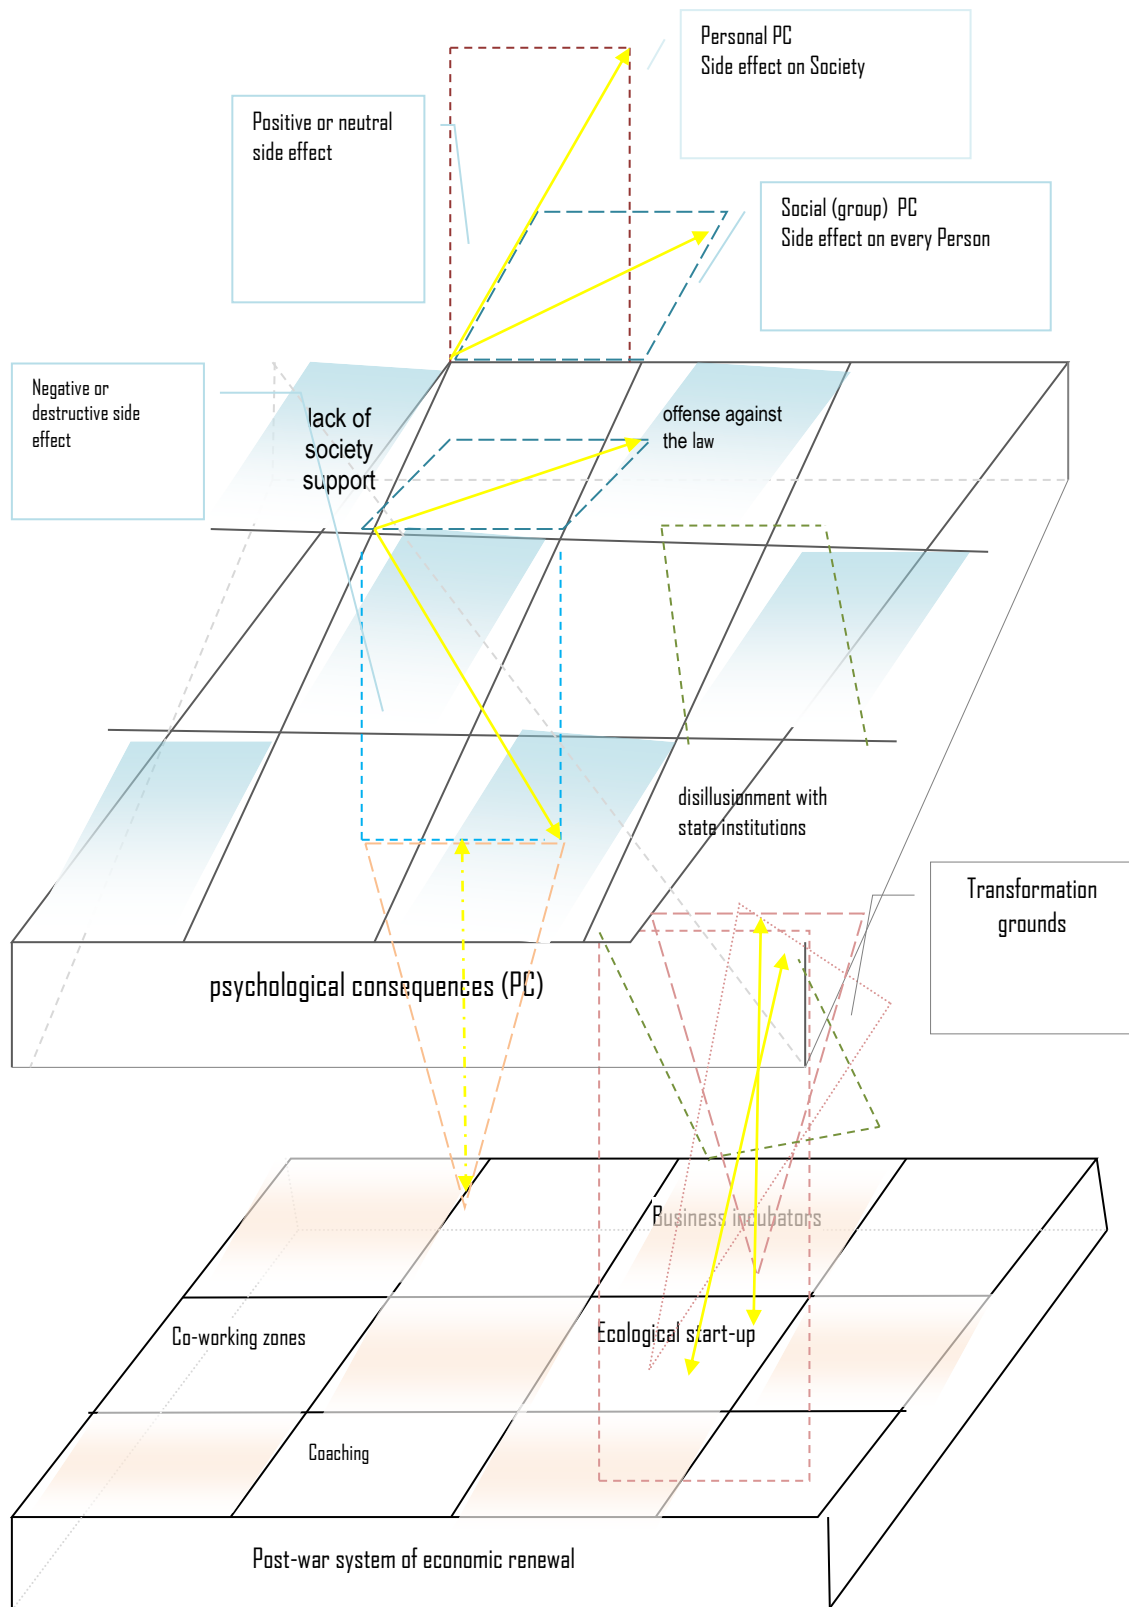 Personal PC
Side effect on Society
Positive or neutral
side effect
Social (group) PC
Side effect on every Person
Negative or
destructive side
effect
lack of
society
support
offense against
the law
disillusionment with
state institutions
Transformation
grounds
psychological consequences (PC)
Business incubators
Co-working zones
Ecological start-up
Coaching
Post-war system of economic renewal